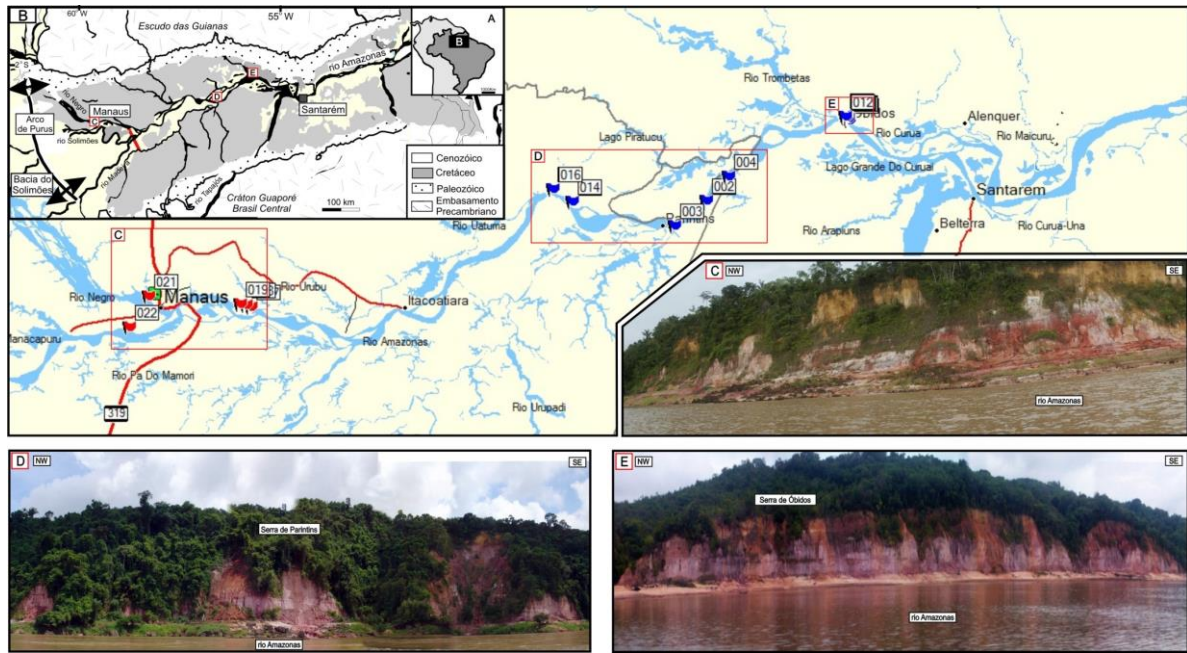 B
60° W
55° W
A
B
1200Km
Escudo das Guianas
2° S
rio Amazonas
E
D
Rio Negro
Manaus
C
Santarém
Arco
de Purus
rio Solimões
rio Madeira
Bacia do
Solimões
rio Tapajós
Cráton Guaporé
Brasil Central
100 km
Cenozóico
Cretáceo
Paleozóico
Embasamento
Precambriano
Rio Trombetas
E
012
Óbidos
Alenquer
Rio Curua
Rio Maicuru
Lago Piratucu
Lago Grande Do Curuai
D
004
016
014
002
003
Parintins
Santarem
Belterra
Rio Arapiuns
Rio Curua-Una
Rio Uatuma
C
021
019
Rio Urubu
Rio Negro
Manaus
Itacoatiara
022
Manacapuru
Rio Amazonas
Rio Pa Do Mamori
Rio Urupadi
319
C
NW
SE
rio Amazonas
D
NW
SE
Serra de Parintins
rio Amazonas
E
NW
SE
Serra de Óbidos
rio Amazonas